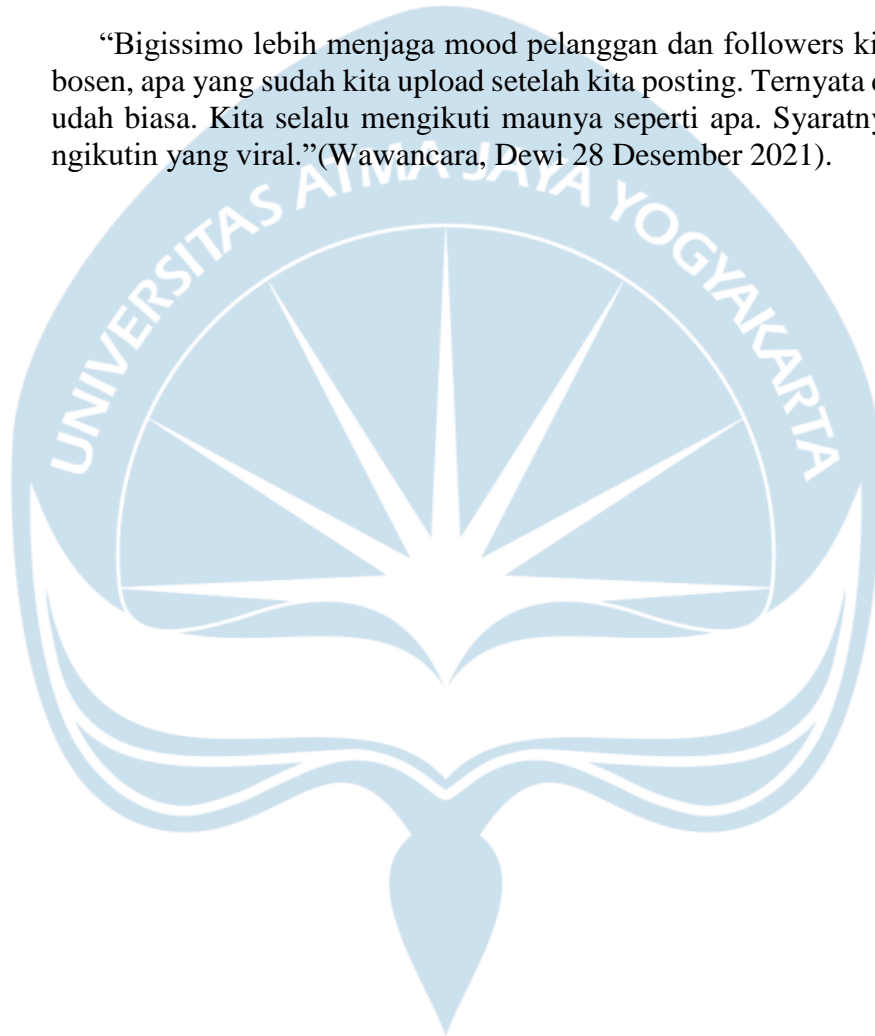 “Bigissimo lebih menjaga mood pelanggan dan followers ki
bosen, apa yang sudah kita upload setelah kita posting. Ternyata
udah biasa. Kita selalu mengikuti maunya seperti apa. Syaratny
ngikutin yang viral.”(Wawancara, Dewi 28 Desember 2021).
UNIVERSITAS ATMA JAYA YOGYAKARTA